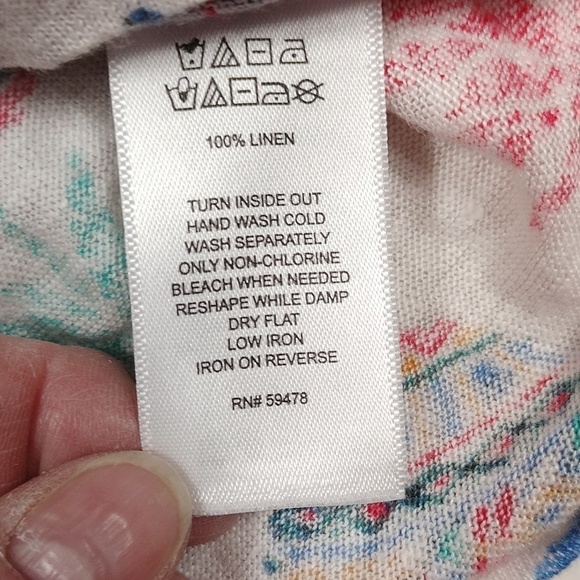 100% LINEN
TURN INSIDE OUT
HAND WASH COLD
WASH SEPARATELY
ONLY NON-CHLORINE
BLEACH WHEN NEEDED
RESHAPE WHILE DAMP
DRY FLAT
LOW IRON
IRON ON REVERSE
RN# 59478